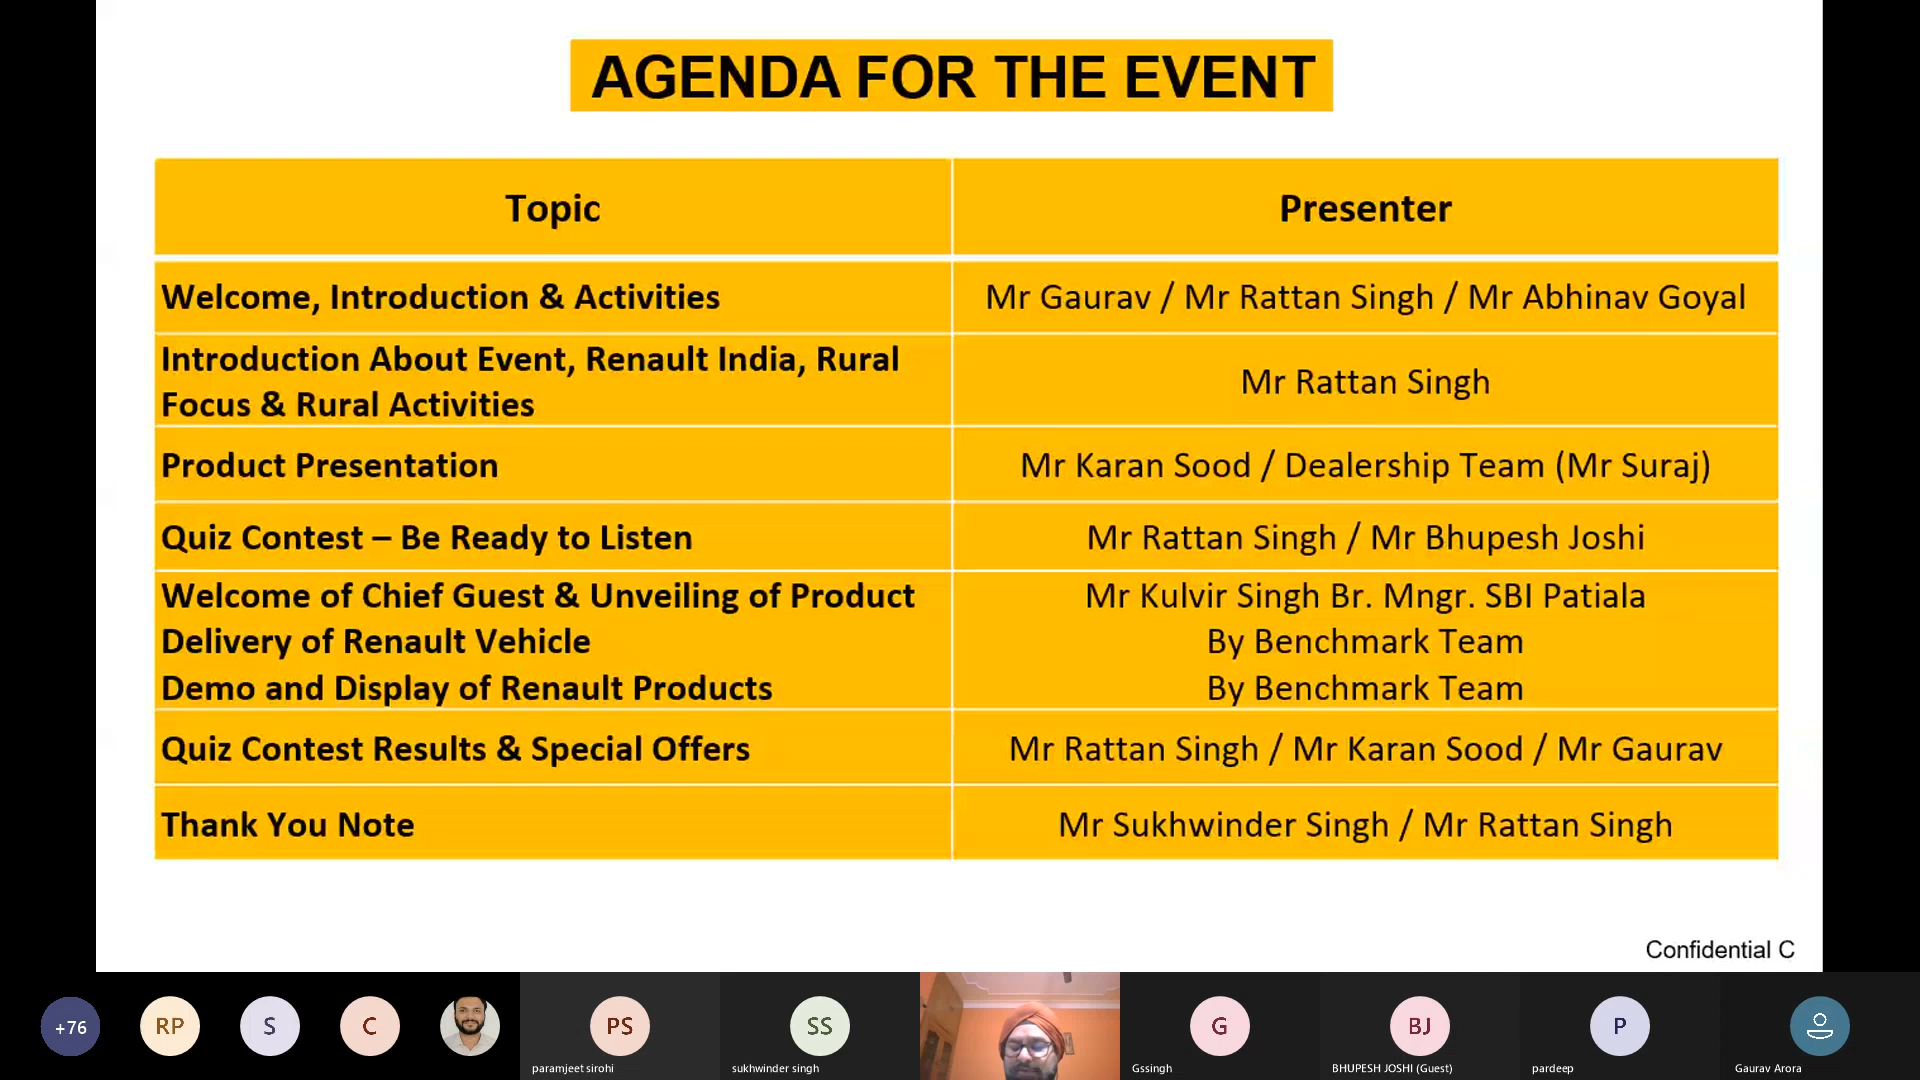 AGENDA FOR THE EVENT
Topic Presenter
Welcome, Introduction & Activities Mr Gaurav / Mr Rattan Singh / Mr Abhinav Goyal
Introduction About Event, Renault India, Rural
Focus & Rural Activities Mr Rattan Singh
Product Presentation Mr Karan Sood / Dealership Team (Mr Suraj)
Quiz Contest – Be Ready to Listen Mr Rattan Singh / Mr Bhupesh Joshi
Welcome of Chief Guest & Unveiling of Product Mr Kulvir Singh Br. Mngr. SBI Patiala
Delivery of Renault Vehicle By Benchmark Team
Demo and Display of Renault Products By Benchmark Team
Quiz Contest Results & Special Offers Mr Rattan Singh / Mr Karan Sood / Mr Gaurav
Thank You Note Mr Sukhwinder Singh / Mr Rattan Singh
Confidential C
+76 RP S C PS SS G BJ P
paramjeet sirohi sukhwinder singh Gssingh BHUPESH JOSHI (Guest) pardeep Gaurav Arora